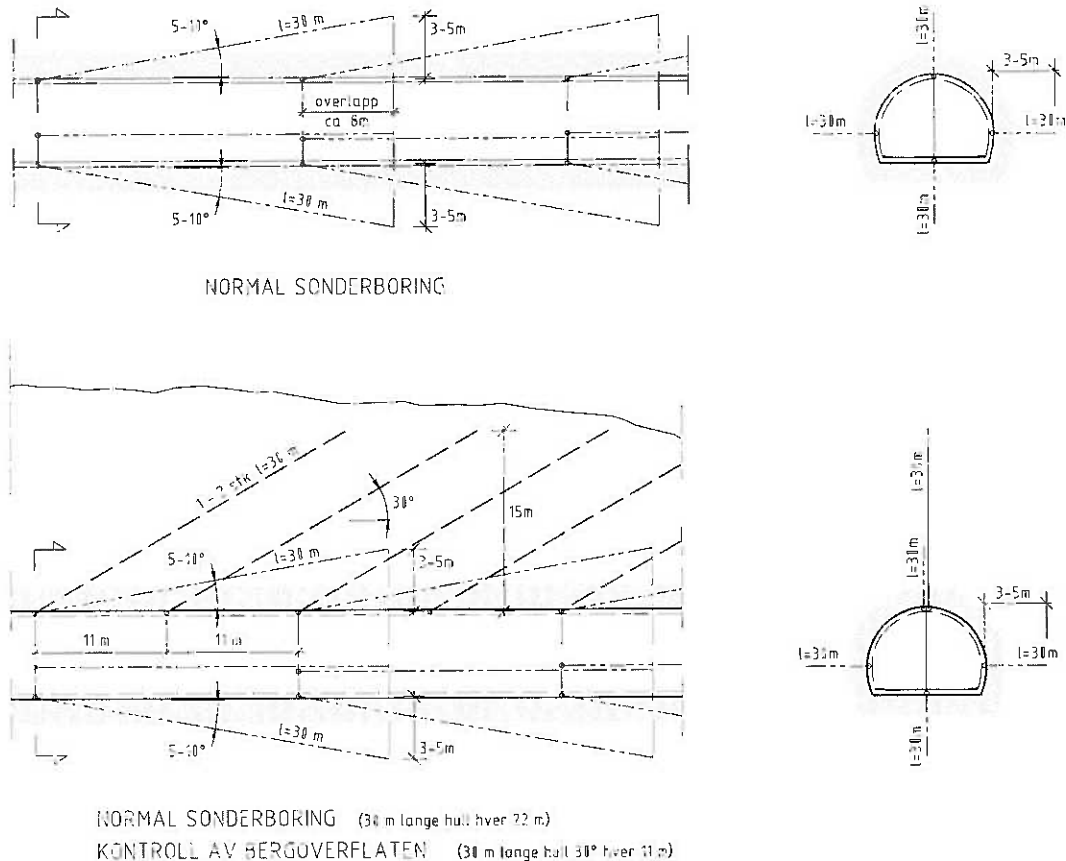 5-10°
l=30 m
3-5m
l=30m
3-5m
overlapp
ca 8m
l=30m
l=30m
5-10°
l=30 m
3-5m
l=30m
NORMAL SONDERBORING
1 - 2 stk l=30 m
30°
15m
l=30m
5-10°
l=30 m
3-5m
l=30m
3-5m
11 m
11 m
l=30m
l=30m
5-10°
l=30 m
3-5m
l=30m
NORMAL SONDERBORING (30 m lange hull hver 22 m)
KONTROLL AV BERGOVERFLATEN (30 m lange hull 30° hver 11 m)